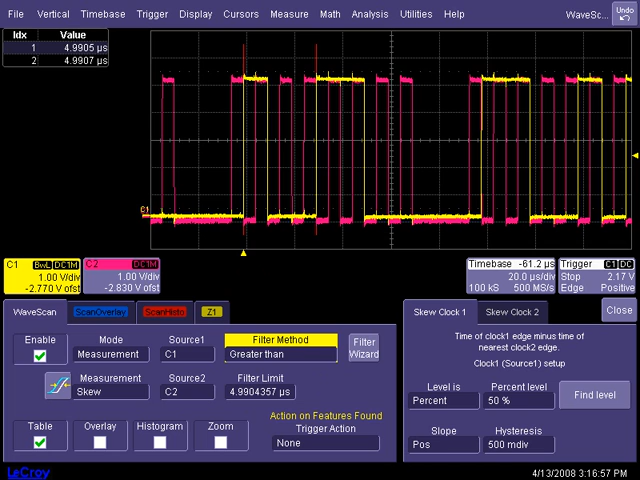 File Vertical Timebase Trigger Display Cursors Measure Math Analysis Utilities Help WaveSc... Undo
Idx Value
1 4.9905 µs
2 4.9907 µs
C1
C1 BwL DC1M
1.00 V/div
-2.770 V ofst
C2 DC1M
1.00 V/div
-2.830 V ofst
Timebase -61.2 µs
20.0 µs/div
100 kS 500 MS/s
Trigger C1 DC
Stop 2.17 V
Edge Positive
WaveScan ScanOverlay ScanHisto Z1
Enable
Mode
Measurement
Source1
C1
Filter Method
Greater than
Filter Wizard
Measurement
Skew
Source2
C2
Filter Limit
4.9904357 µs
Table
Overlay
Histogram
Zoom
Action on Features Found
Trigger Action
None
Skew Clock 1 Skew Clock 2 Close
Time of clock1 edge minus time of
nearest clock2 edge.
Clock1 (Source1) setup
Level is
Percent
Percent level
50 %
Find level
Slope
Pos
Hysteresis
500 mdiv
LeCroy
4/13/2008 3:16:57 PM